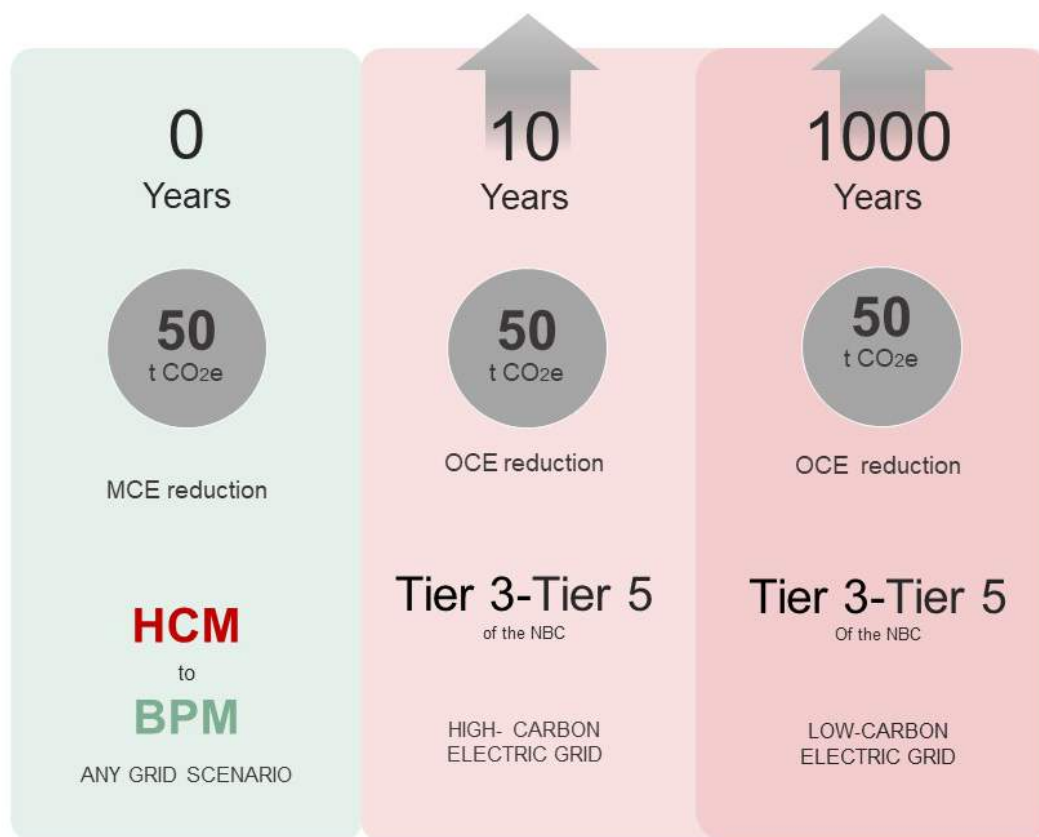 0
Years
50
t CO2e
MCE reduction
HCM
to
BPM
ANY GRID SCENARIO
10
Years
50
t CO2e
OCE reduction
Tier 3-Tier 5
of the NBC
HIGH- CARBON
ELECTRIC GRID
1000
Years
50
t CO2e
OCE reduction
Tier 3-Tier 5
Of the NBC
LOW-CARBON
ELECTRIC GRID